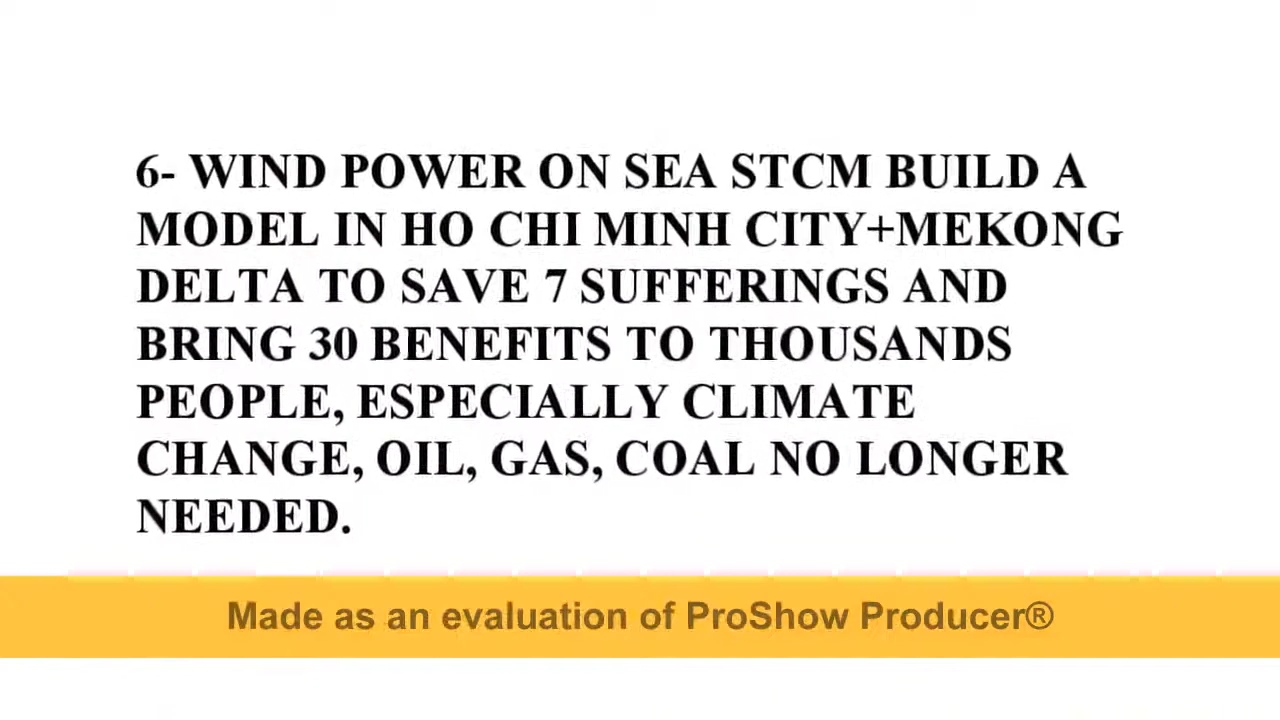 6- WIND POWER ON SEA STCM BUILD A
MODEL IN HO CHI MINH CITY+MEKONG
DELTA TO SAVE 7 SUFFERINGS AND
BRING 30 BENEFITS TO THOUSANDS
PEOPLE, ESPECIALLY CLIMATE
CHANGE, OIL, GAS, COAL NO LONGER
NEEDED.
Made as an evaluation of ProShow Producer®